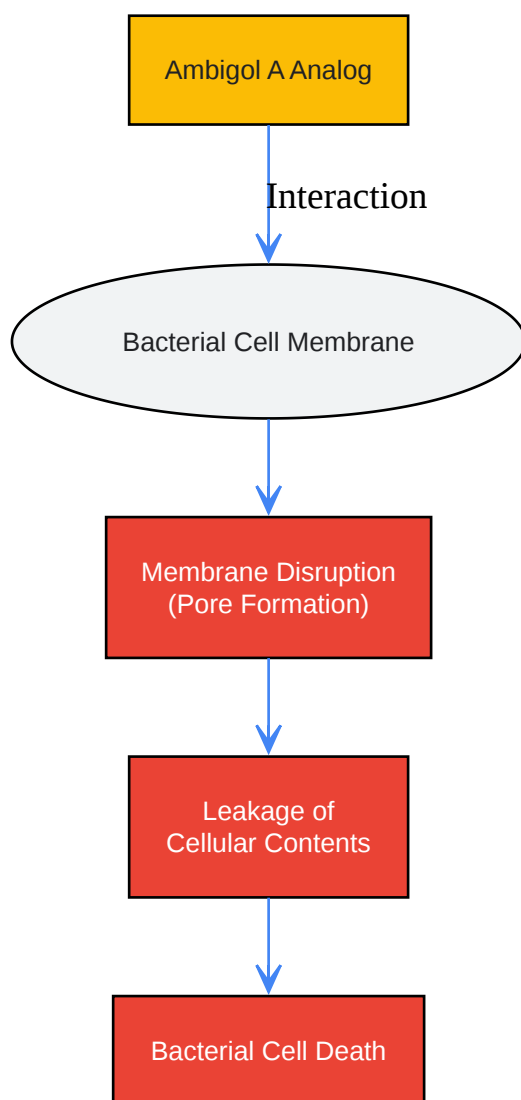 Ambigol A Analog
Interaction
Bacterial Cell Membrane
Membrane Disruption
(Pore Formation)
Leakage of
Cellular Contents
Bacterial Cell Death